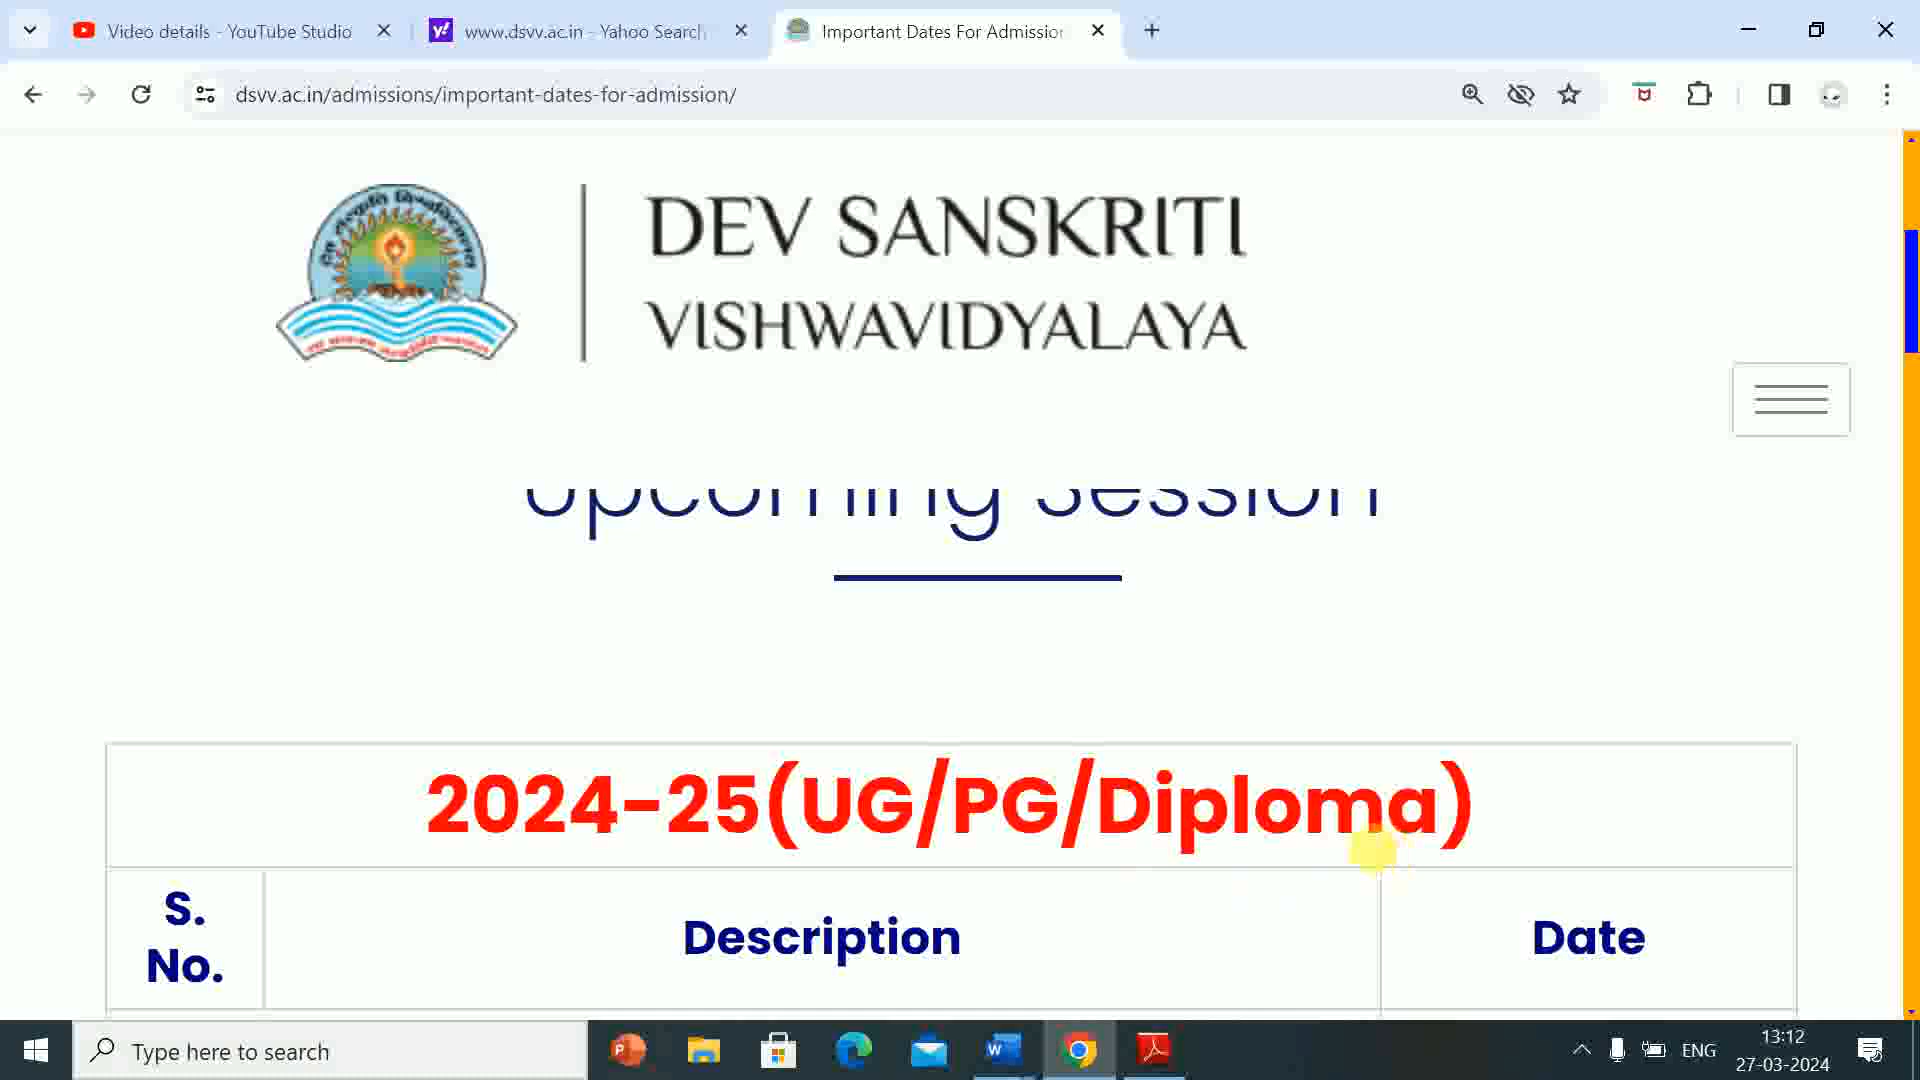 Video details - YouTube Studio
www.dsvv.ac.in - Yahoo Search
Important Dates For Admission
dsvv.ac.in/admissions/important-dates-for-admission/
DEV SANSKRITI
VISHWAVIDYALAYA
upcoming session
2024-25(UG/PG/Diploma)
S. No.
Description
Date
Type here to search
ENG
13:12
27-03-2024